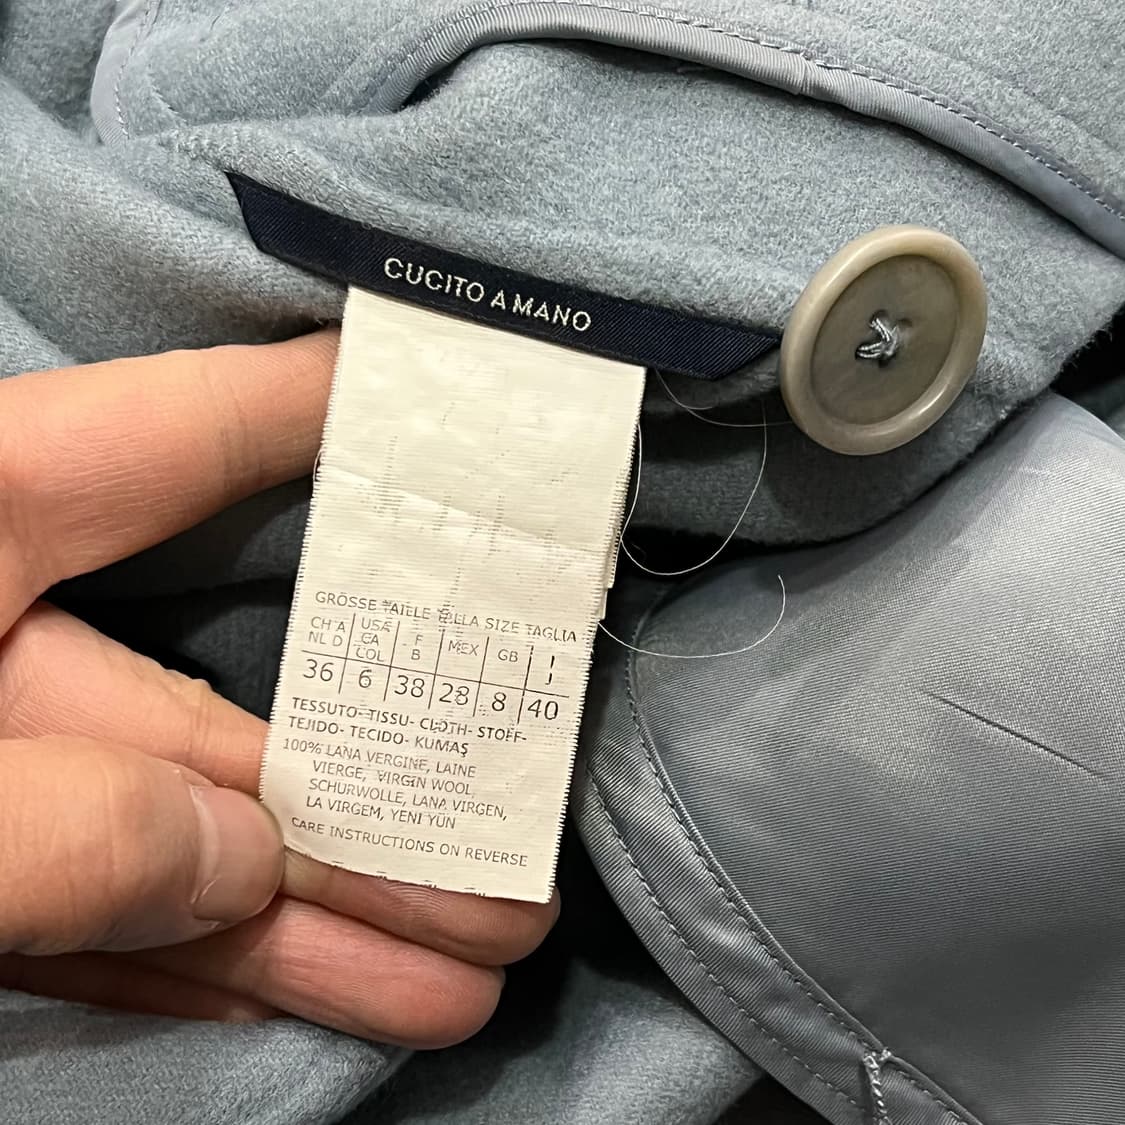 CUCITO A MANO
GRÖSSE TAILLE TALLA SIZE TAGLIA
CH A USA F MEX GB I
NL D CA B
COL
36 6 38 28 8 40
TESSUTO- TISSU- CLOTH- STOFF-
TEJIDO- TECIDO- KUMAŞ
100% LANA VERGINE, LAINE
VIERGE, VIRGIN WOOL,
SCHURWOLLE, LANA VIRGEN,
LA VIRGEM, YENI YÜN
CARE INSTRUCTIONS ON REVERSE